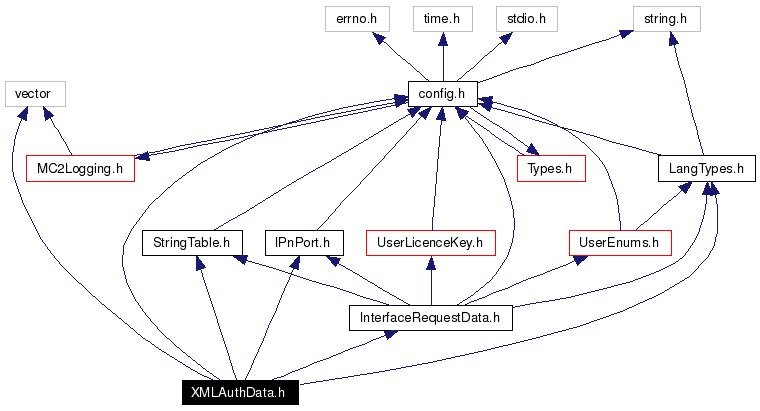 errno.h
time.h
stdio.h
string.h
vector
config.h
MC2Logging.h
Types.h
LangTypes.h
StringTable.h
IPnPort.h
UserLicenceKey.h
UserEnums.h
InterfaceRequestData.h
XMLAuthData.h